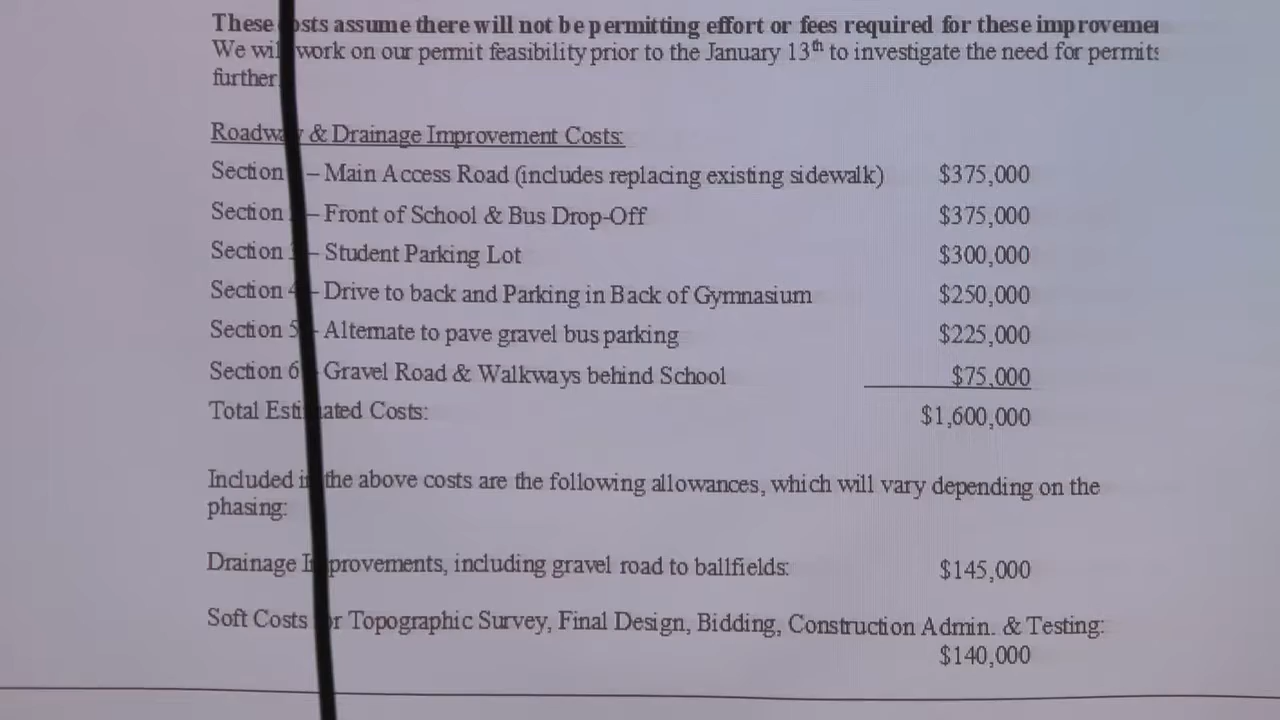 These costs assume there will not be permitting effort or fees required for these
We will work on our permit feasibility prior to the January 13th to investigate the need for permits
further
Roadway & Drainage Improvement Costs:
Section – Main Access Road (includes replacing existing sidewalk) $375,000
Section – Front of School & Bus Drop-Off $375,000
Section 3 – Student Parking Lot $300,000
Section 4 – Drive to back and Parking in Back of Gymnasium $250,000
Section 5 - Alternate to pave gravel bus parking $225,000
Section 6 Gravel Road & Walkways behind School $75,000
Total Estimated Costs: $1,600,000
Included in the above costs are the following allowances, which will vary depending on the
phasing:
Drainage Improvements, including gravel road to ballfields: $145,000
Soft Costs for Topographic Survey, Final Design, Bidding, Construction Admin. & Testing:
$140,000